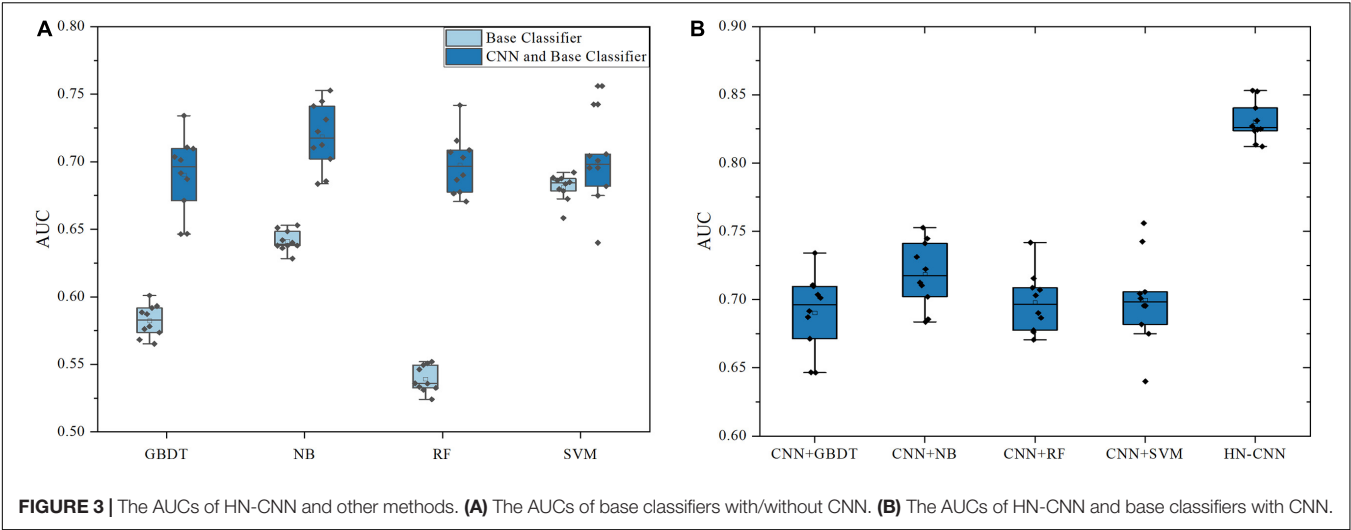 A
B
0.80
0.75
0.70
0.65
0.60
0.55
0.50
AUC
Base Classifier
CNN and Base Classifier
GBDT
NB
RF
SVM
0.90
0.85
0.80
0.75
0.70
0.65
0.60
AUC
CNN+GBDT
CNN+NB
CNN+RF
CNN+SVM
HN-CNN
FIGURE 3 | The AUCs of HN-CNN and other methods. (A) The AUCs of base classifiers with/without CNN. (B) The AUCs of HN-CNN and base classifiers with CNN.